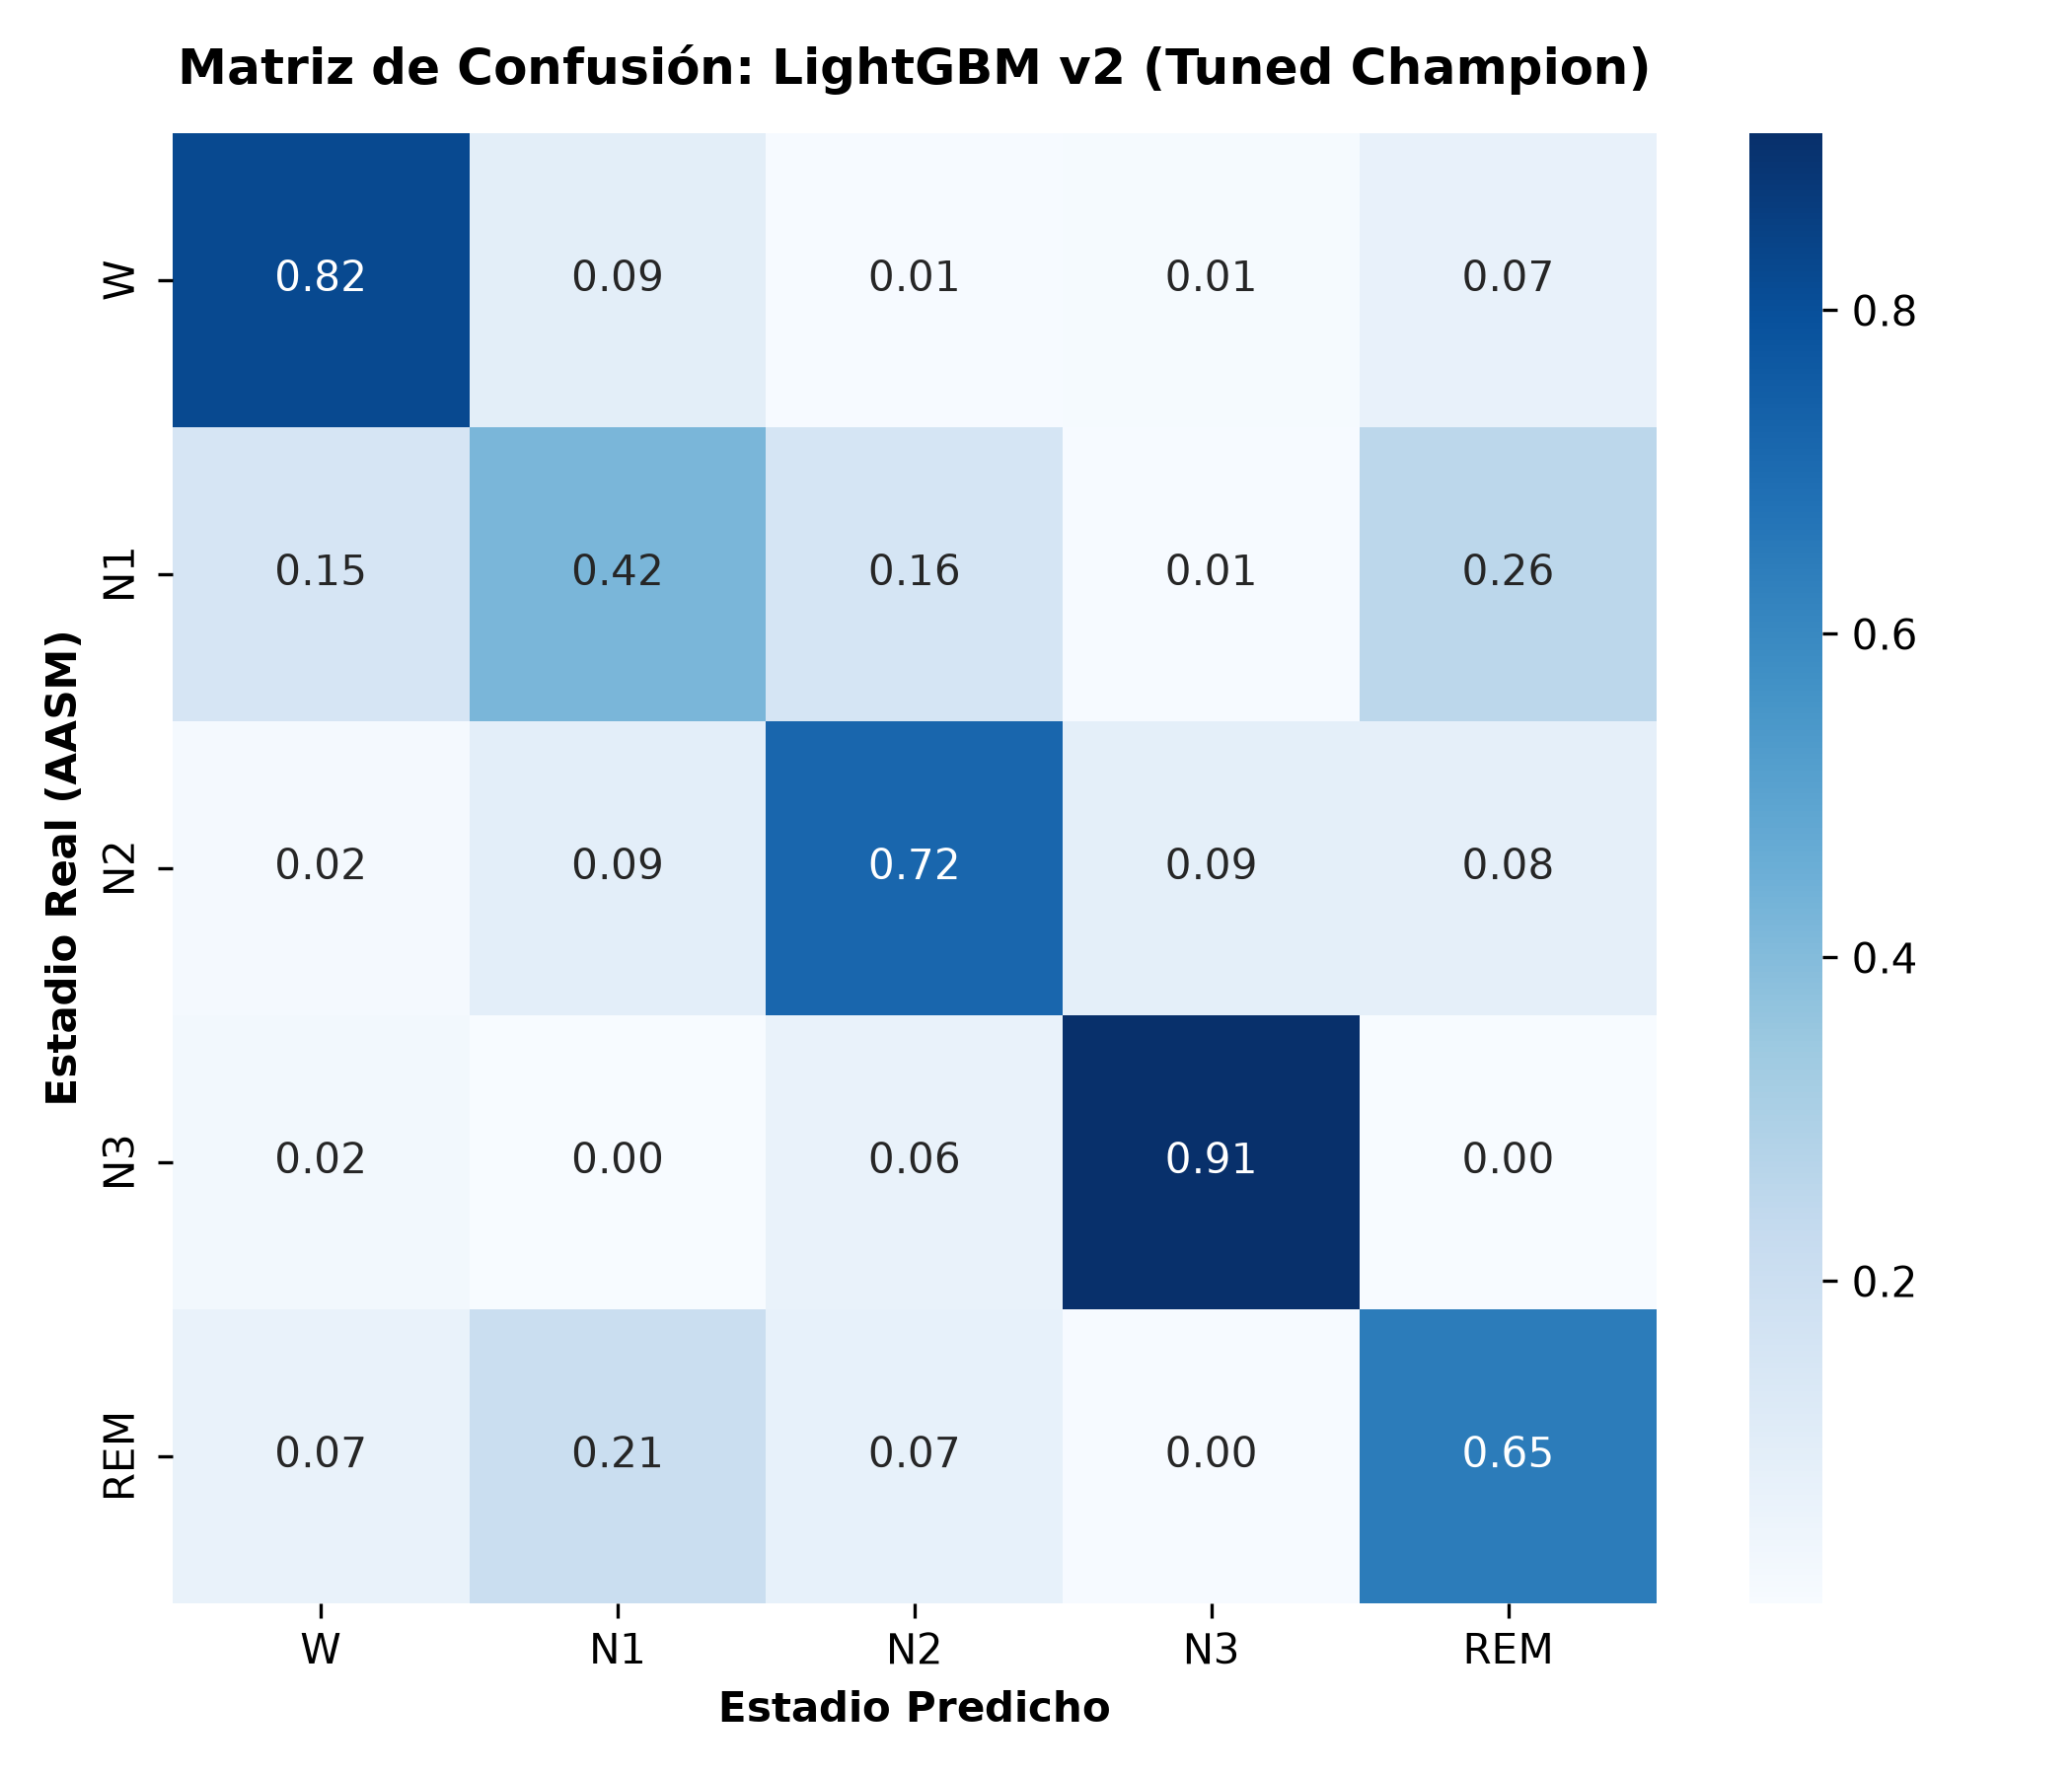 Matriz de Confusión: LightGBM v2 (Tuned Champion)
Estadio Real (AASM)
W 0.82 0.09 0.01 0.01 0.07
N1 0.15 0.42 0.16 0.01 0.26
N2 0.02 0.09 0.72 0.09 0.08
N3 0.02 0.00 0.06 0.91 0.00
REM 0.07 0.21 0.07 0.00 0.65
W N1 N2 N3 REM
Estadio Predicho
0.8
0.6
0.4
0.2